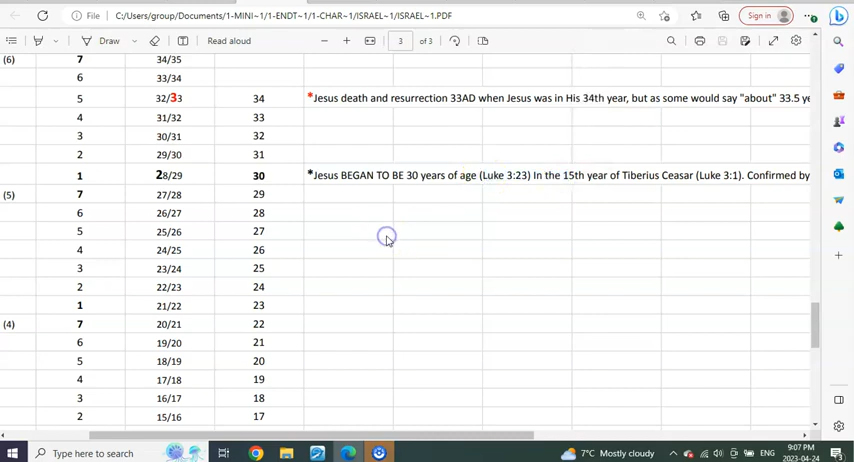 File C:/Users/group/Documents/1-MINI~1/1-ENDT~1/1-CHAR~1/ISRAEL~1/ISRAEL~1.PDF Sign in
Draw Read aloud 3 of 3
(6) 7 34/35
6 33/34
5 32/33 34 *Jesus death and resurrection 33AD when Jesus was in His 34th year, but as some would say "about" 33.5 ye
4 31/32 33
3 30/31 32
2 29/30 31
1 28/29 30 *Jesus BEGAN TO BE 30 years of age (Luke 3:23) In the 15th year of Tiberius Ceasar (Luke 3:1). Confirmed by
(5) 7 27/28 29
6 26/27 28
5 25/26 27
4 24/25 26
3 23/24 25
2 22/23 24
1 21/22 23
(4) 7 20/21 22
6 19/20 21
5 18/19 20
4 17/18 19
3 16/17 18
2 15/16 17
Type here to search 7°C Mostly cloudy ENG 9:07 PM
2023-04-24